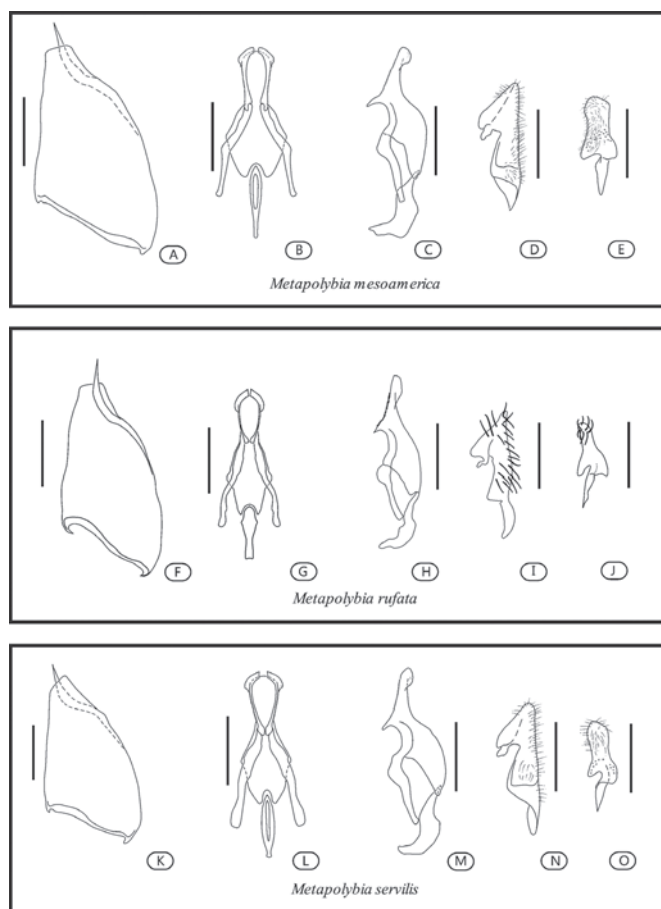 A B C D E
Metapolybia mesoamerica
F G H I J
Metapolybia rufata
K L M N O
Metapolybia servilis